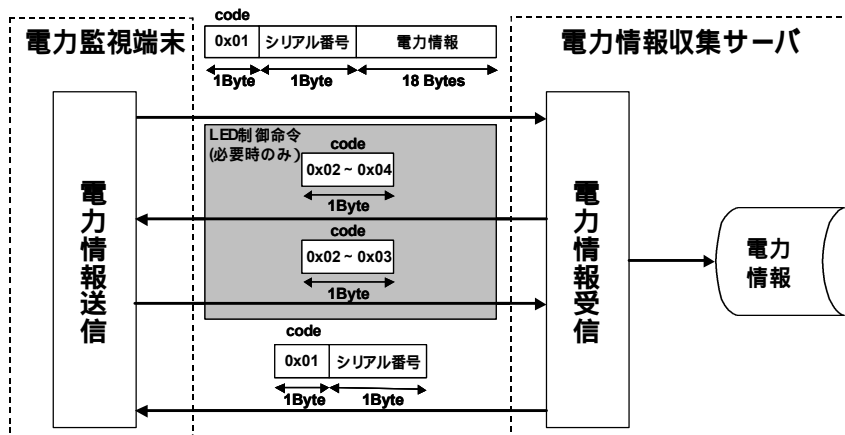 code
電力監視端末
0x01 シリアル番号 電力情報
電力情報収集サーバ
1Byte 1Byte 18 Bytes
LED制御命令
(必要時のみ)
code
0x02 ~ 0x04
1Byte
code
0x02 ~ 0x03
1Byte
電力情報送信
電力情報受信
電力
情報
code
0x01 シリアル番号
1Byte 1Byte